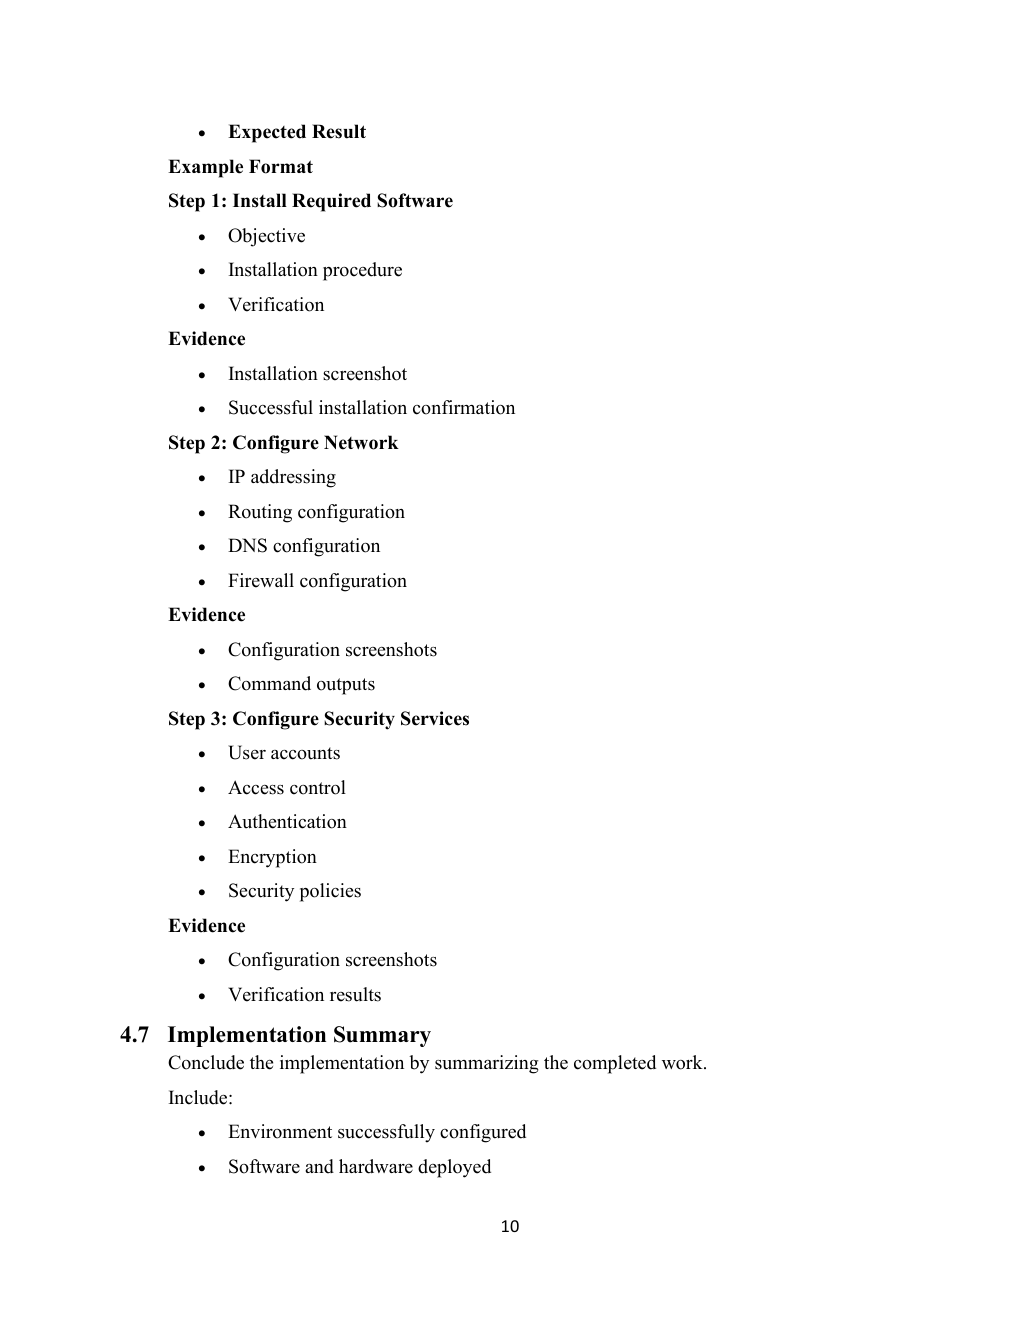 • Expected Result
Example Format
Step 1: Install Required Software
• Objective
• Installation procedure
• Verification
Evidence
• Installation screenshot
• Successful installation confirmation
Step 2: Configure Network
• IP addressing
• Routing configuration
• DNS configuration
• Firewall configuration
Evidence
• Configuration screenshots
• Command outputs
Step 3: Configure Security Services
• User accounts
• Access control
• Authentication
• Encryption
• Security policies
Evidence
• Configuration screenshots
• Verification results
4.7 Implementation Summary
Conclude the implementation by summarizing the completed work.
Include:
• Environment successfully configured
• Software and hardware deployed
10